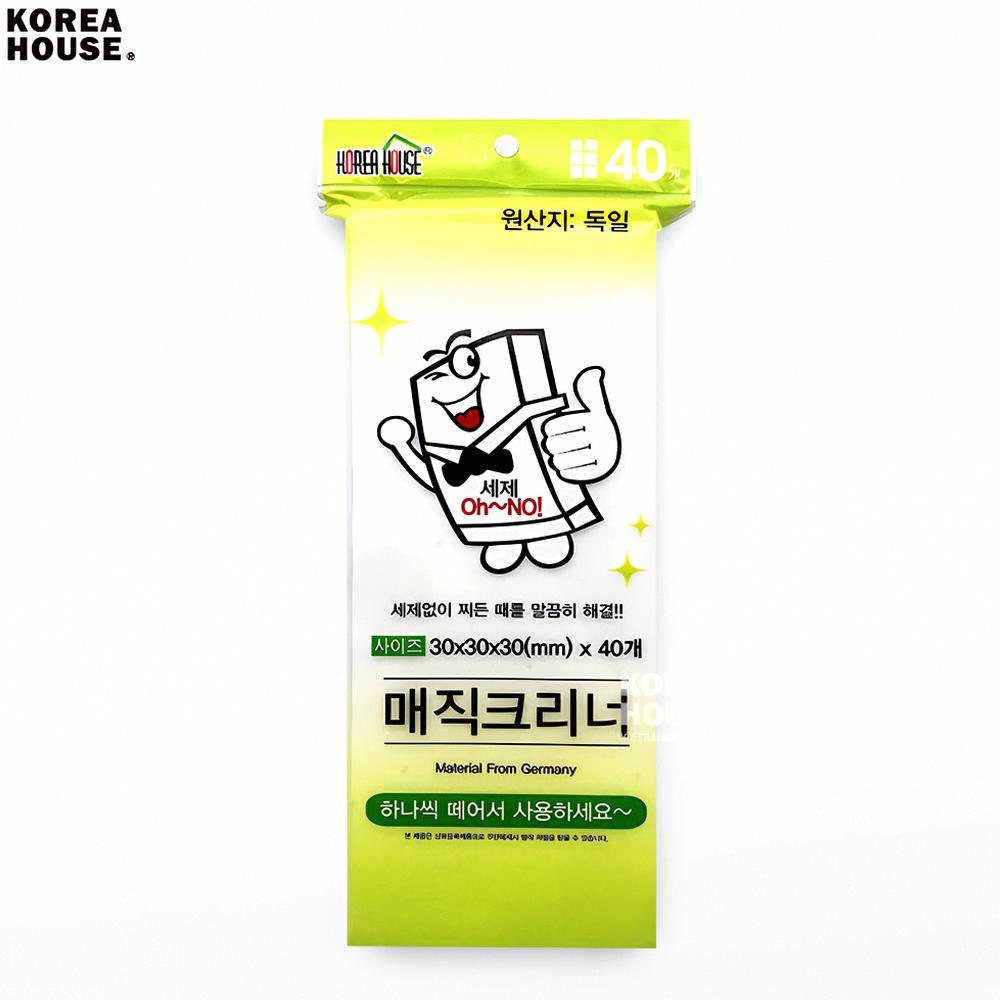 KOREA
HOUSE®
KOREA HOUSE®
40개
원산지: 독일
세제
Oh~NO!
세제없이 찌든 때를 말끔히 해결!!
사이즈 30x30x30(mm) x 40개
매직크리너
Material From Germany
하나씩 떼어서 사용하세요~